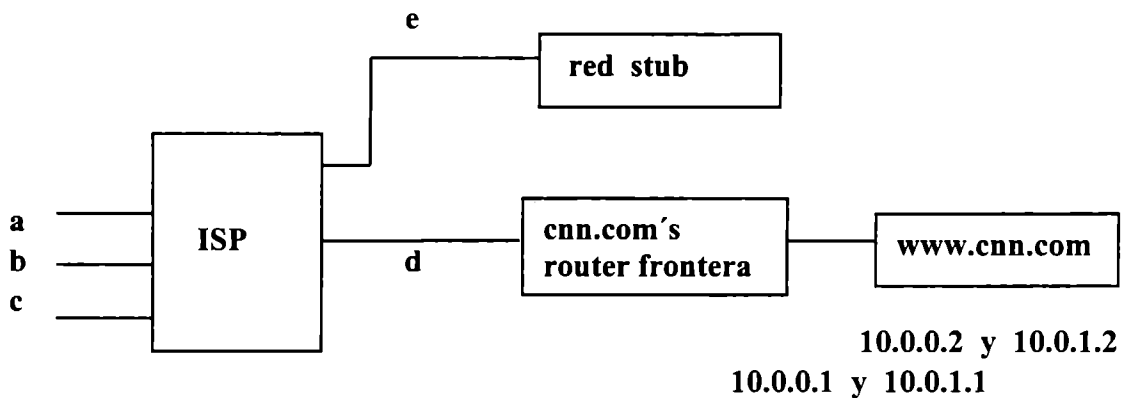 e
red stub
a
b
c
ISP
d
cnn.com´s
router frontera
www.cnn.com
10.0.0.2 y 10.0.1.2
10.0.0.1 y 10.0.1.1